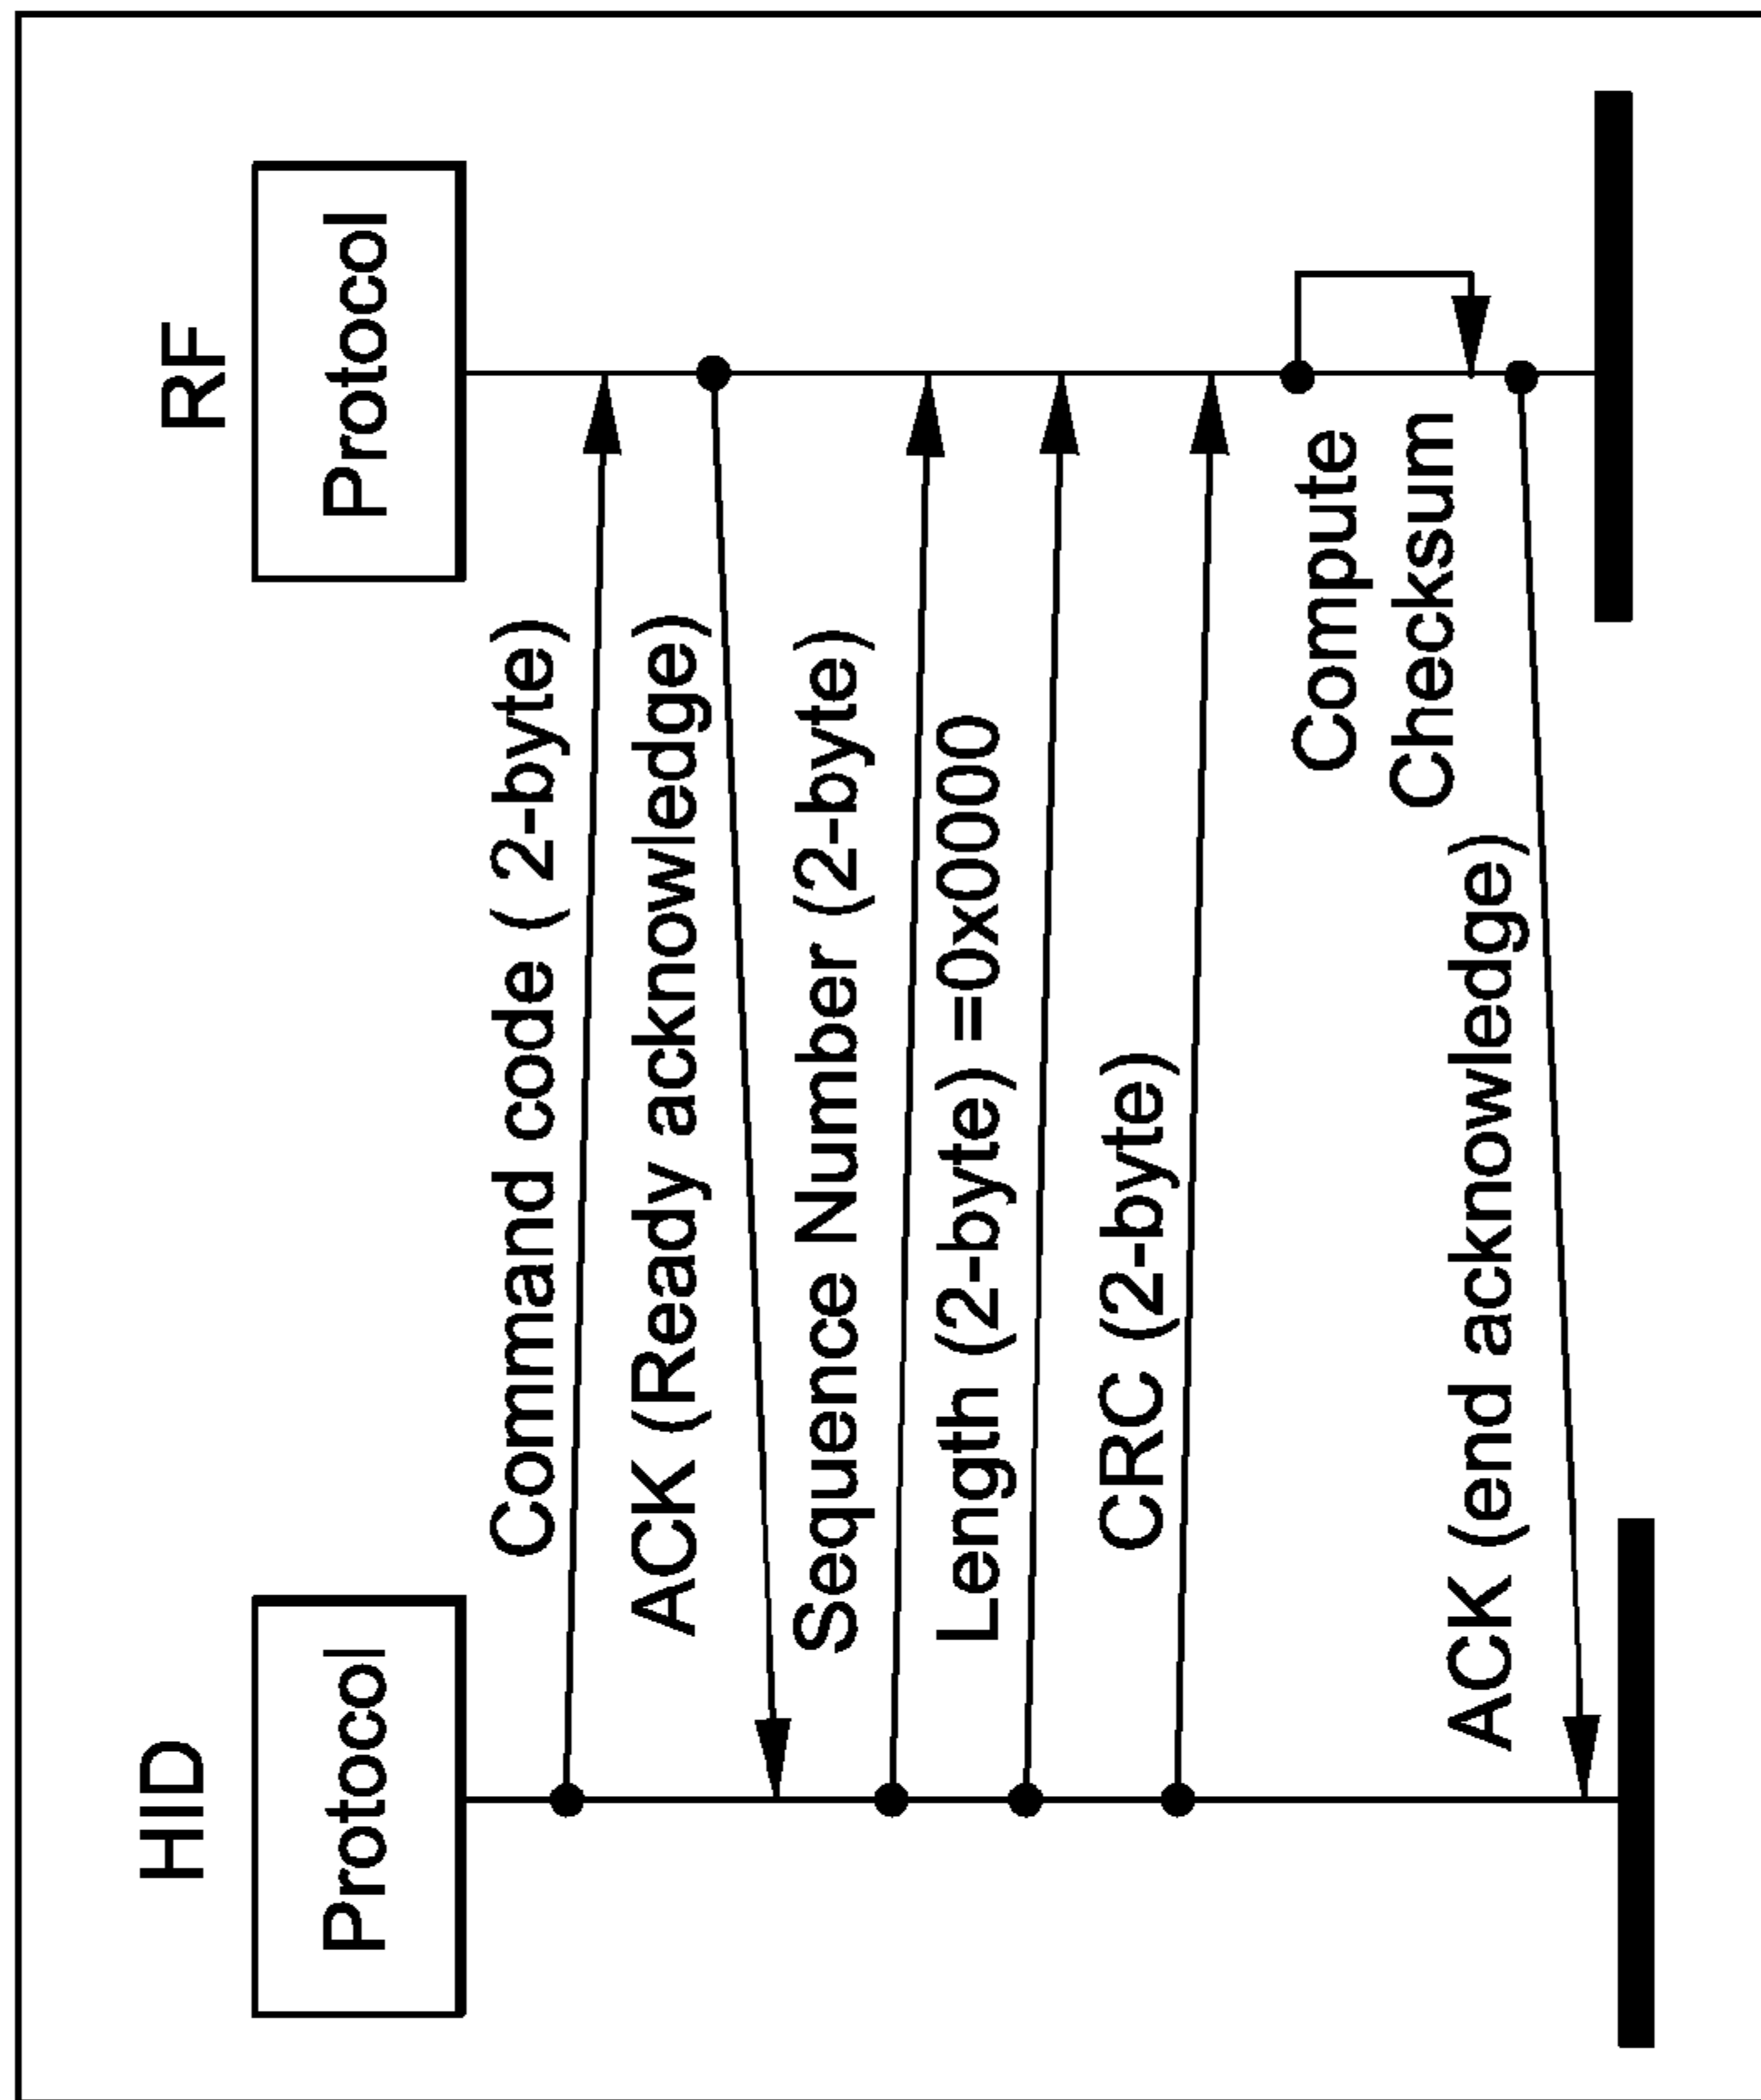 HID
RF
Protocol
Protocol
Command code ( 2-byte)
ACK (Ready acknowledge)
Sequence Number (2-byte)
Length (2-byte) =0x0000
CRC (2-byte)
Compute
Checksum
ACK (end acknowledge)